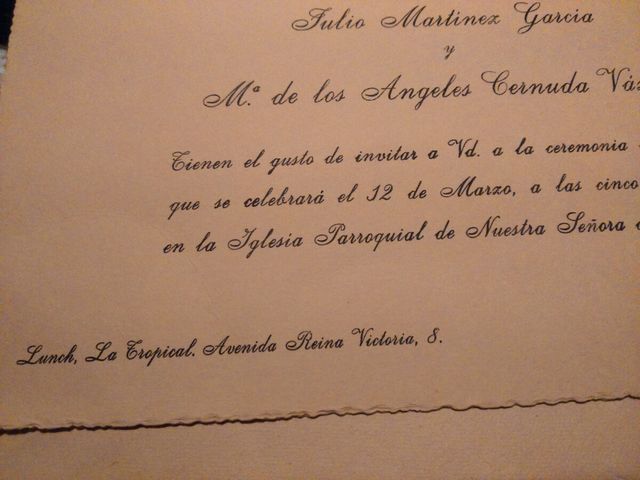 Julio Martinez Garcia
y
M.ª de los Angeles Cernuda
Tienen el gusto de invitar a Vd. a la ceremonia
que se celebrará el 12 de Marzo, a las cinco
en la Iglesia Parroquial de Nuestra Señora
Lunch, La Tropical. Avenida Reina Victoria, 8.